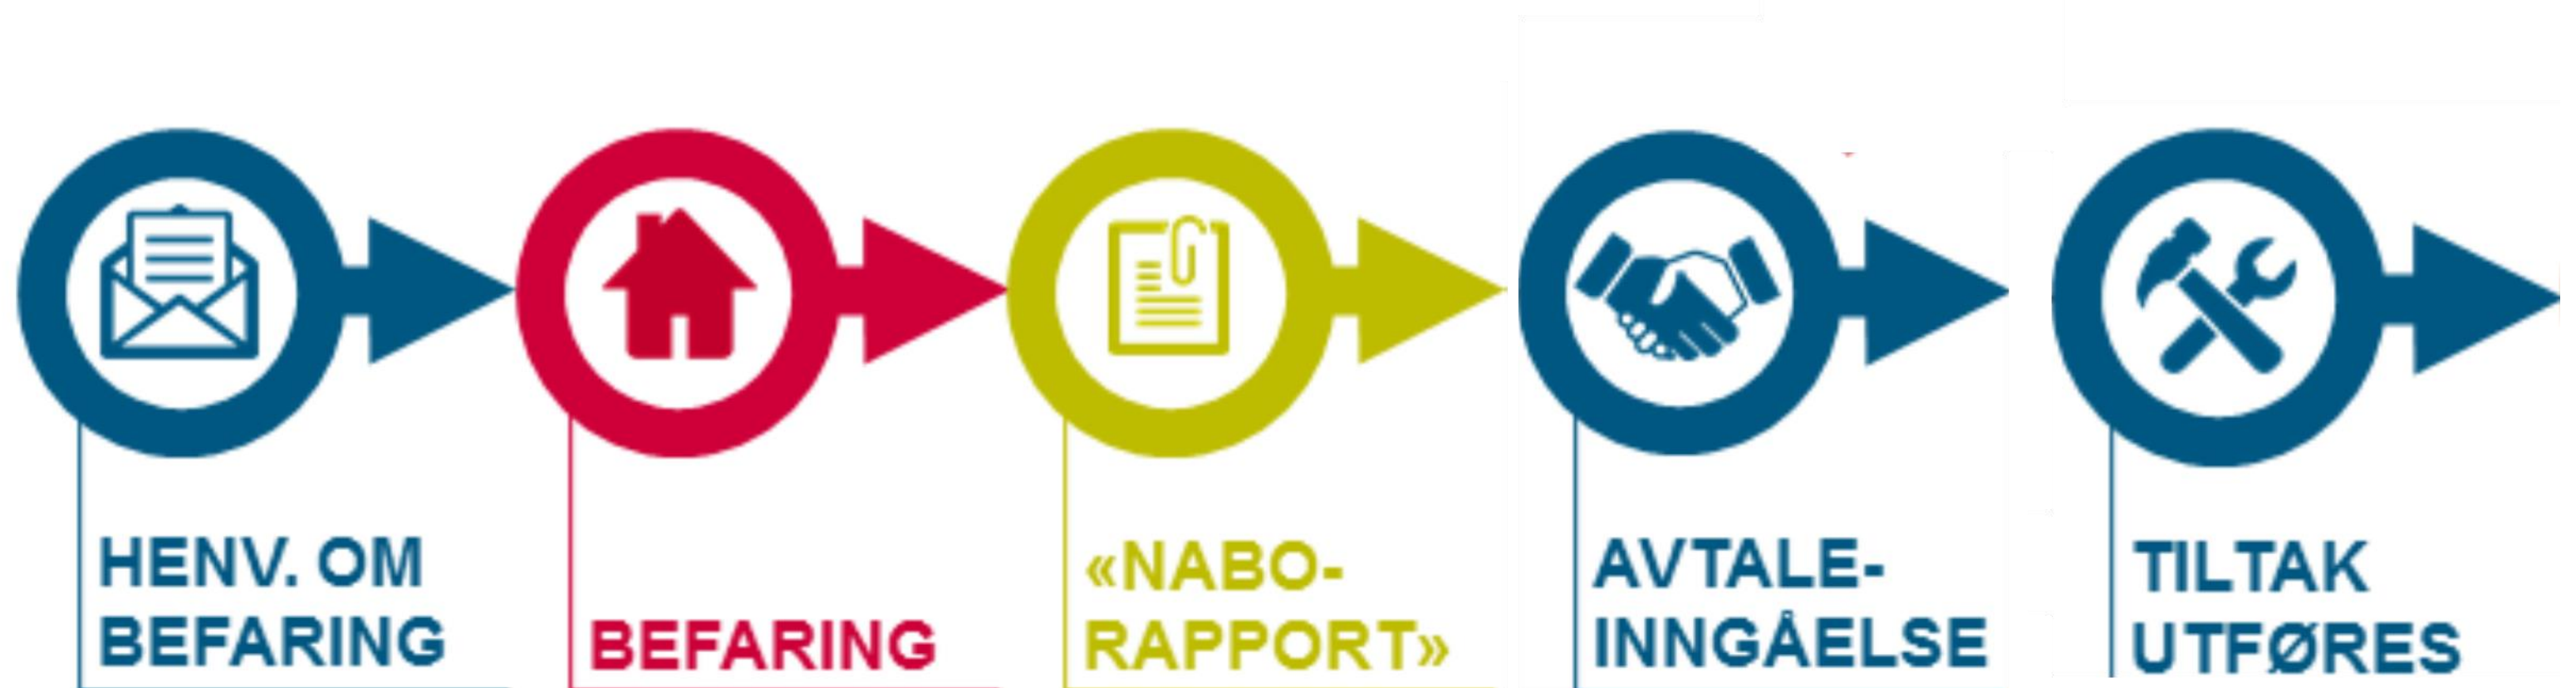 HENV. OM
BEFARING
BEFARING
«NABO-
RAPPORT»
AVTALE-
INNGÅELSE
TILTAK
UTFØRES